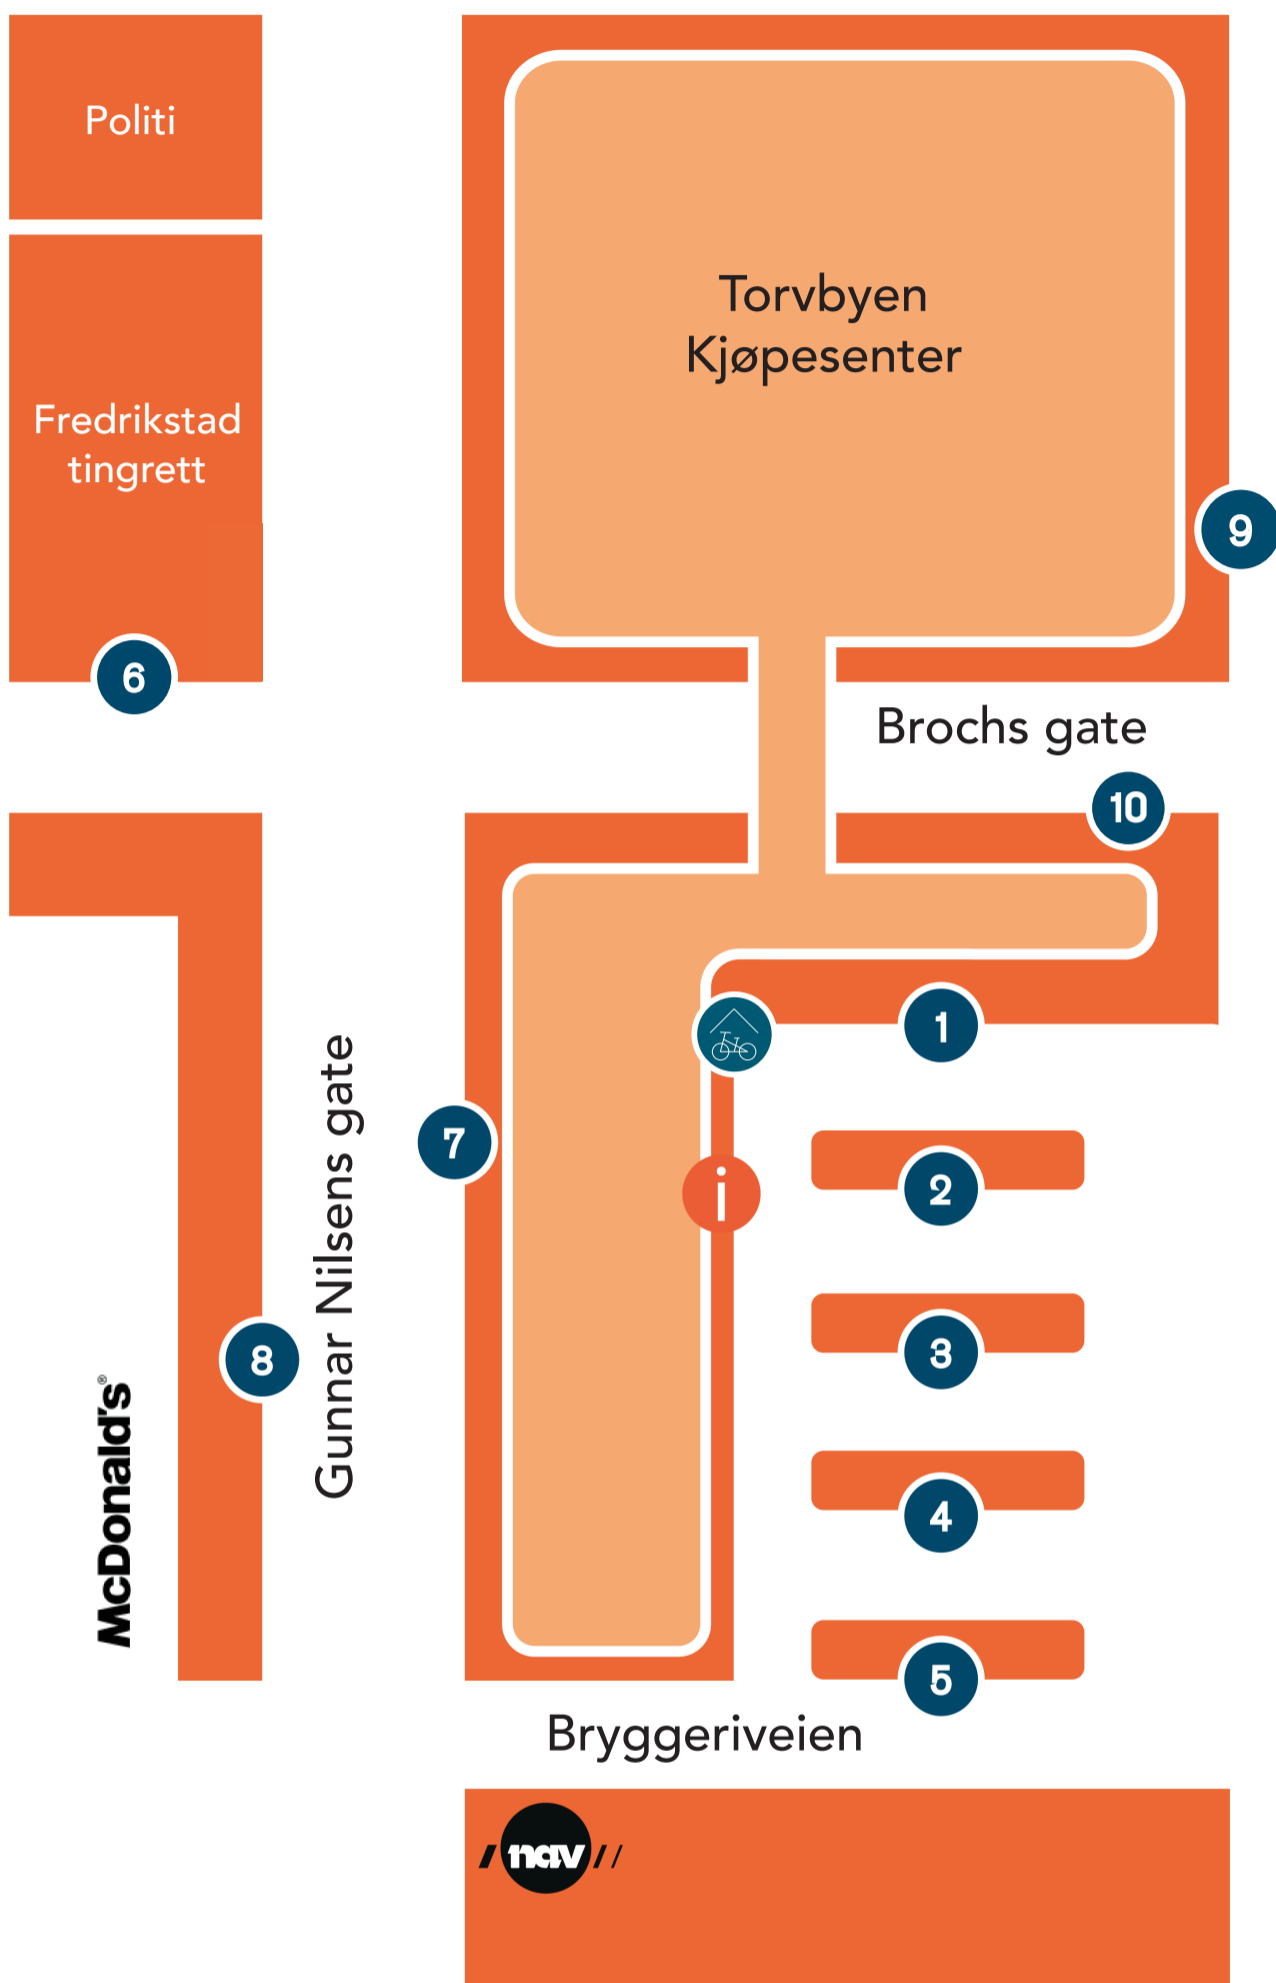 Politi
Torvbyen
Kjøpesenter
Fredrikstad
tingrett
9
6
Brochs gate
10
1
7
2
i
Gunnar Nilsens gate
8
3
McDonald's®
4
5
Bryggeriveien
nav